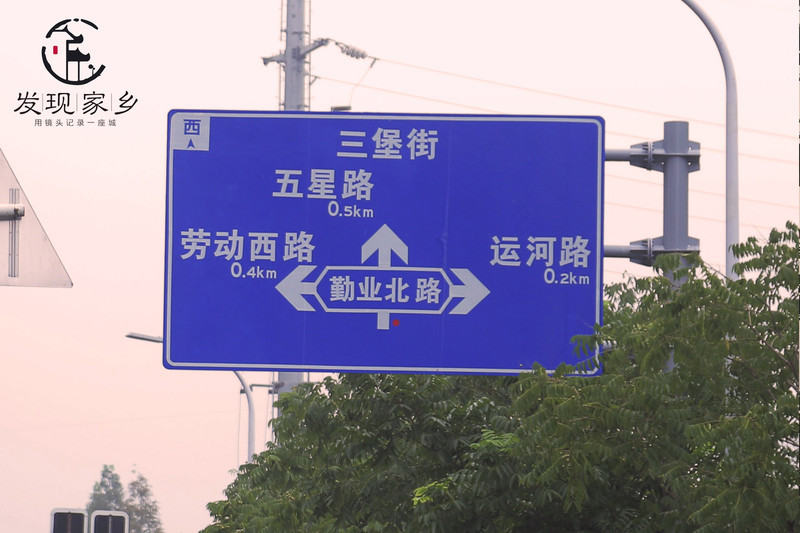 发现家乡
用镜头记录一座城
西
三堡街
五星路
0.5km
劳动西路
0.4km
运河路
0.2km
勤业北路